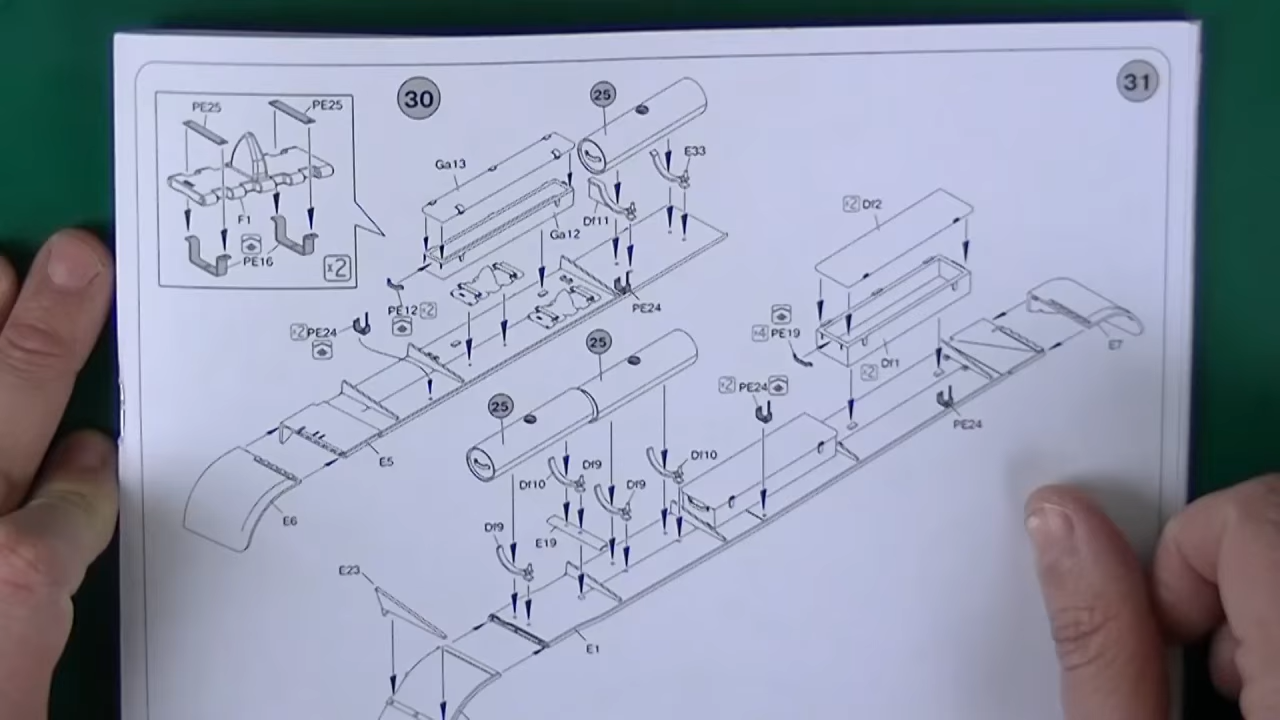 30
31
PE25
PE25
F1
PE16
x2
25
Ga13
E33
Df11
Ga12
PE12 x2
x2 PE24
PE24
E5
E6
x2 Df2
x4 PE19
x2 Df1
E7
25
25
x2 PE24
PE24
Df10
Df9
Df10
Df9
E19
Df9
E23
E1